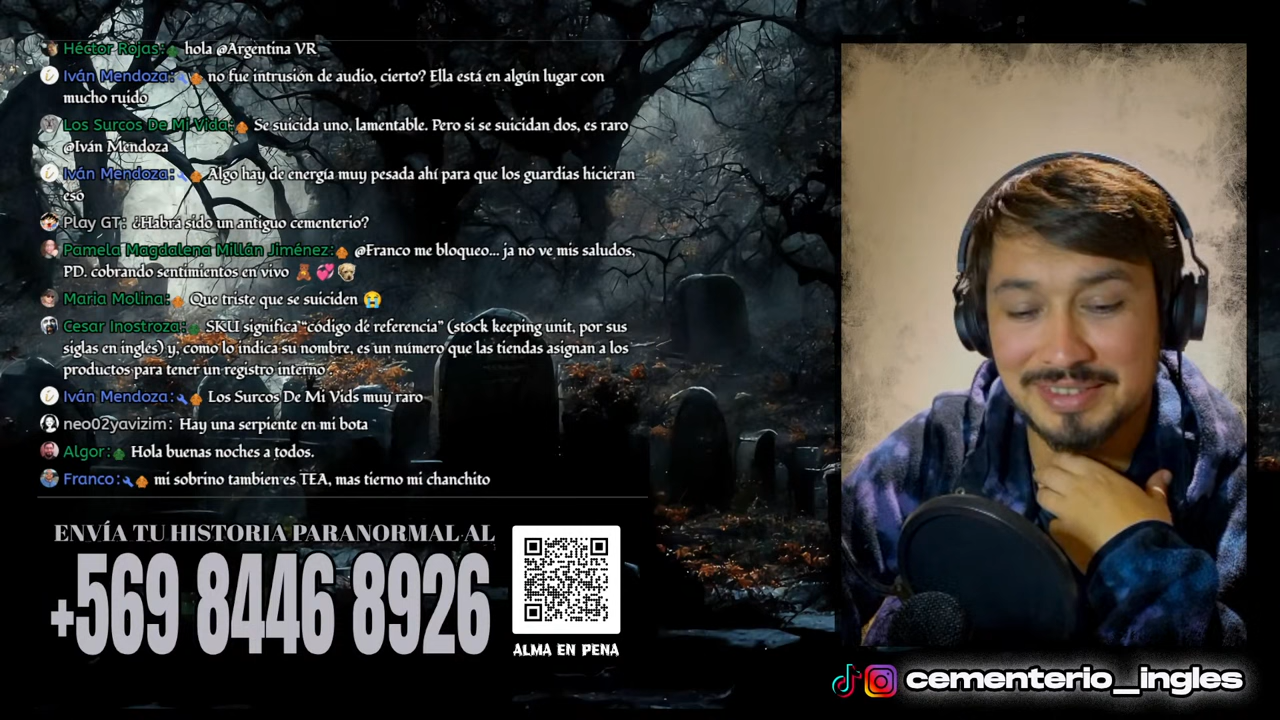 Héctor Rojas: hola @Argentina VR
Iván Mendoza: no fue intrusión de audio, cierto? Ella está en algún lugar con
mucho ruido
Los Surcos De Mi Vida: Se suicida uno, lamentable. Pero si se suicidan dos, es raro
@Iván Mendoza
Iván Mendoza: Algo hay de energía muy pesada ahí para que los guardias hicieran
eso
Play GT: ¿Habrá sido un antiguo cementerio?
Pamela Magdalena Millán Jiménez: @Franco me bloqueo... ja no ve mis saludos,
PD. cobrando sentimientos en vivo
Maria Molina: Que triste que se suiciden
Cesar Inostroza: SKU significa "código de referencia" (stock keeping unit, por sus
siglas en ingles) y, como lo indica su nombre, es un número que las tiendas asignan a los
productos para tener un registro interno .
Iván Mendoza: Los Surcos De Mi Vids muy raro
neo02yavizim: Hay una serpiente en mi bota
Algor: Hola buenas noches a todos.
Franco: mi sobrino tambien es TEA, mas tierno mi chanchito
ENVÍA TU HISTORIA PARANORMAL AL
+569 8446 8926
ALMA EN PENA
cementerio_ingles